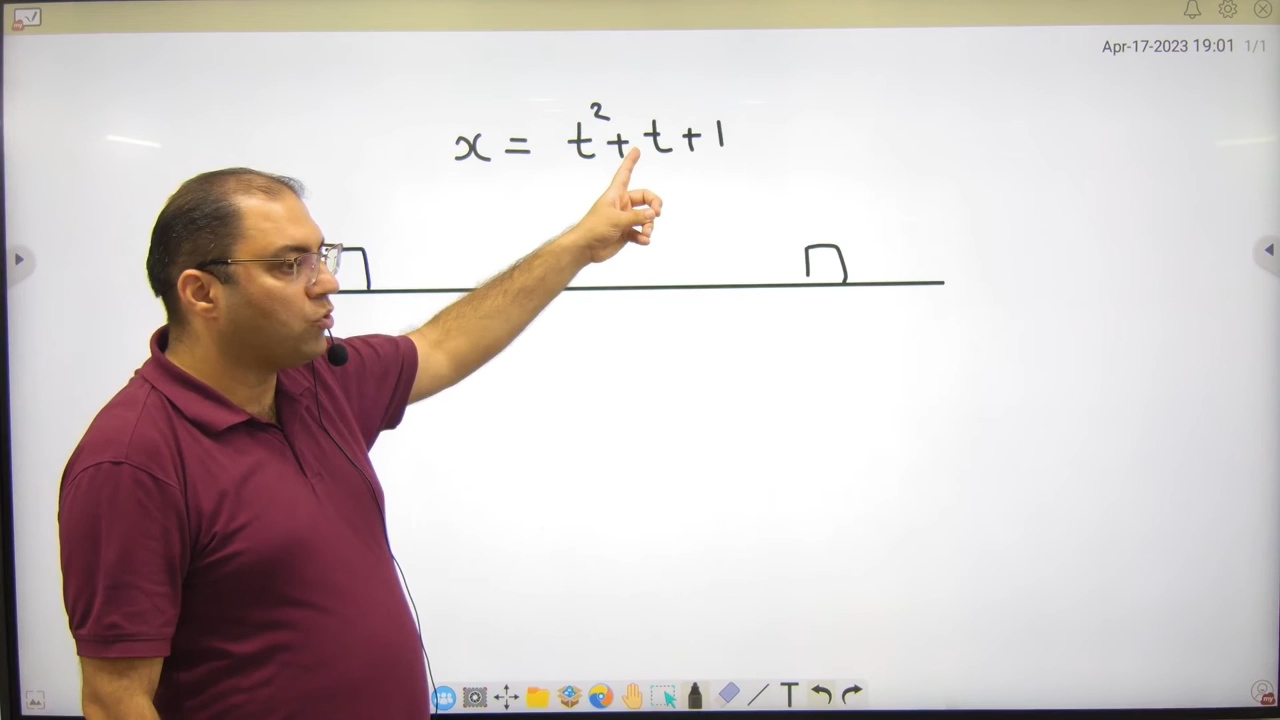 Apr-17-2023 19:01 1/1
x = t² + t + 1
T